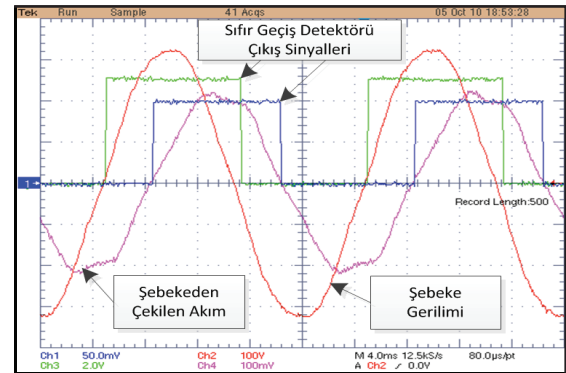 Tek Run Sample 41 Acqs 05 Oct 10 18:53:28
Sıfır Geçiş Detektörü
Çıkış Sinyalleri
1
Record Length:500
Şebekeden
Çekilen Akım
Şebeke
Gerilimi
Ch1 50.0mV Ch2 100V M 4.0ms 12.5kS/s 80.0µs/pt
Ch3 2.0V Ch4 100mV A Ch2 ∕ 0.0V